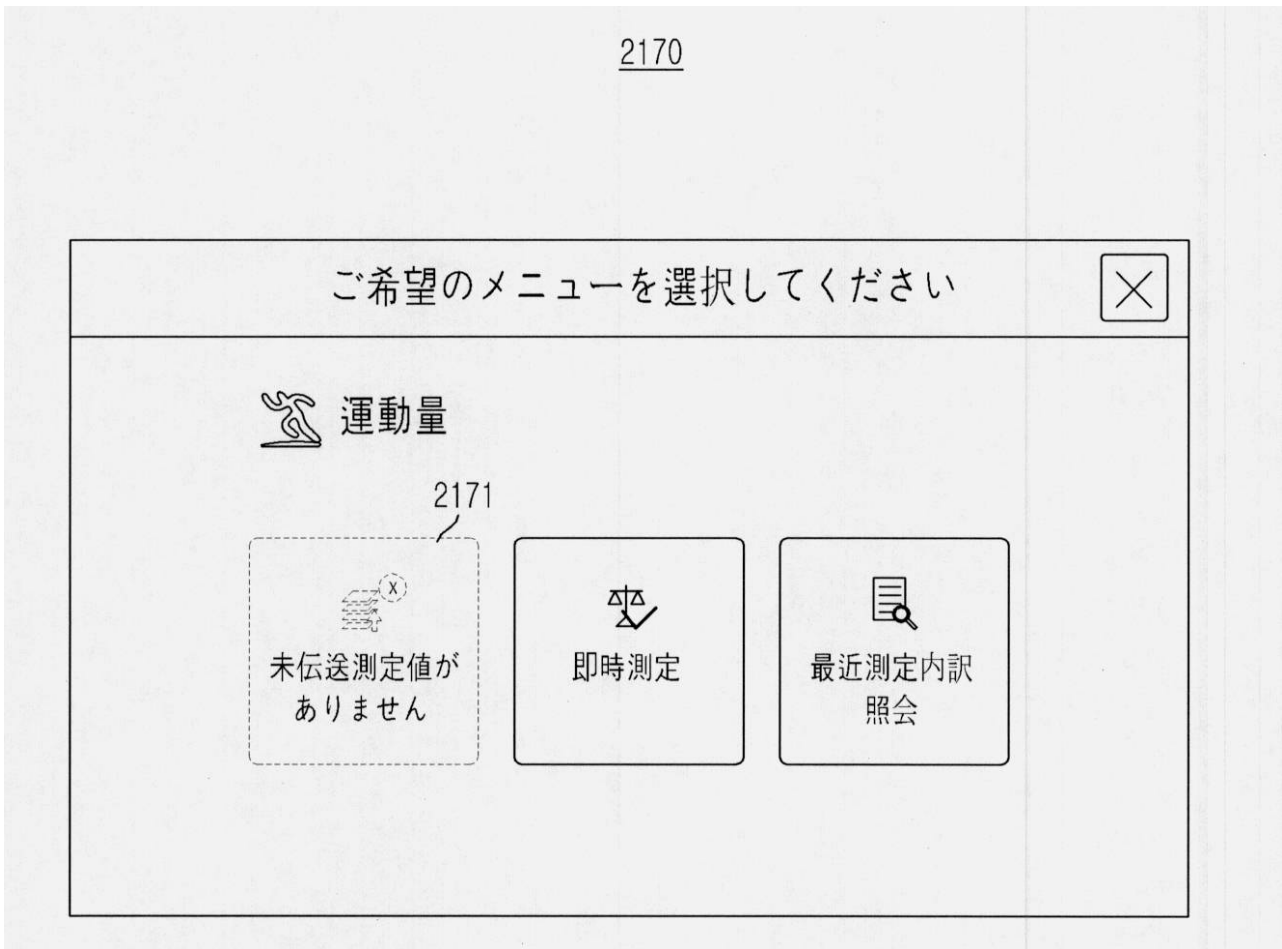 2170
ご希望のメニューを選択してください
運動量
2171
X
未伝送測定値が
ありません
即時測定
最近測定内訳
照会